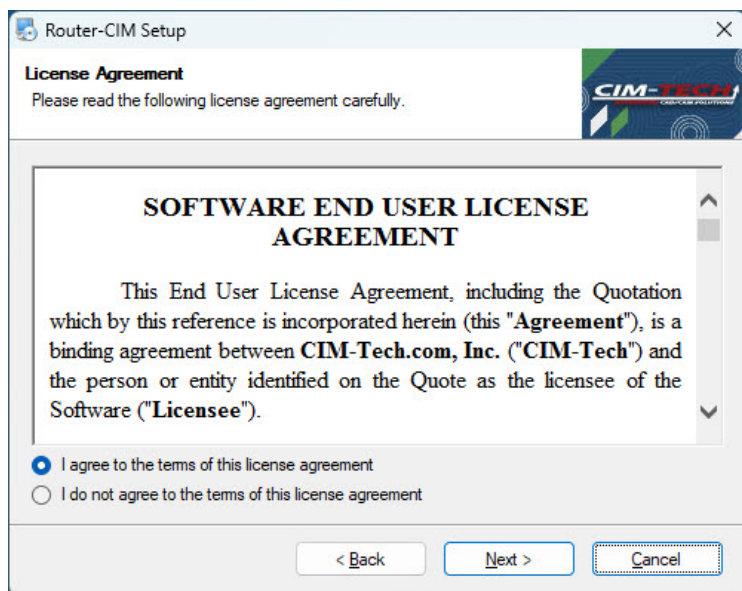 Router-CIM Setup
License Agreement
Please read the following license agreement carefully.
CIM-TECH
CAD/CAM SOLUTIONS
SOFTWARE END USER LICENSE
AGREEMENT
This End User License Agreement, including the Quotation
which by this reference is incorporated herein (this "Agreement"), is a
binding agreement between CIM-Tech.com, Inc. ("CIM-Tech") and
the person or entity identified on the Quote as the licensee of the
Software ("Licensee").
I agree to the terms of this license agreement
I do not agree to the terms of this license agreement
< Back
Next >
Cancel